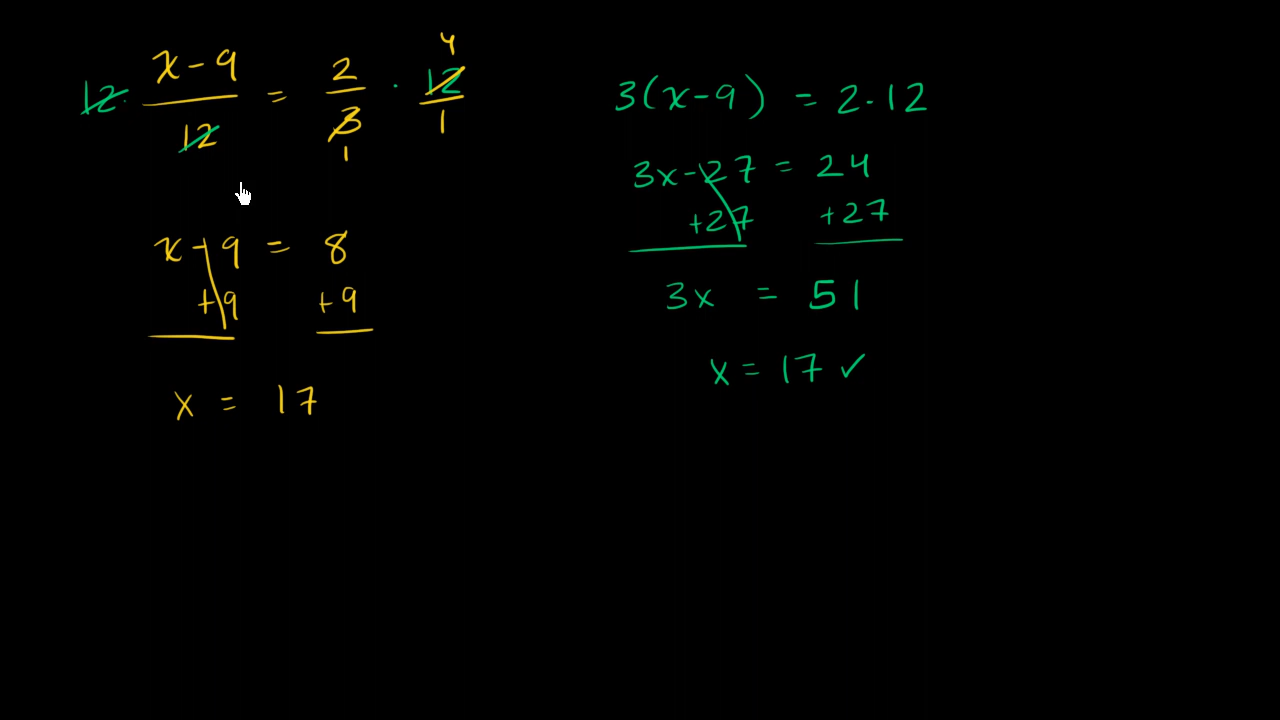 12 · (x - 9)/12 = 2/3 · 12/1
4
1
x - 9 = 8
+9 +9
x = 17
3(x-9) = 2·12
3x-27 = 24
+27 +27
3x = 51
x = 17 ✓